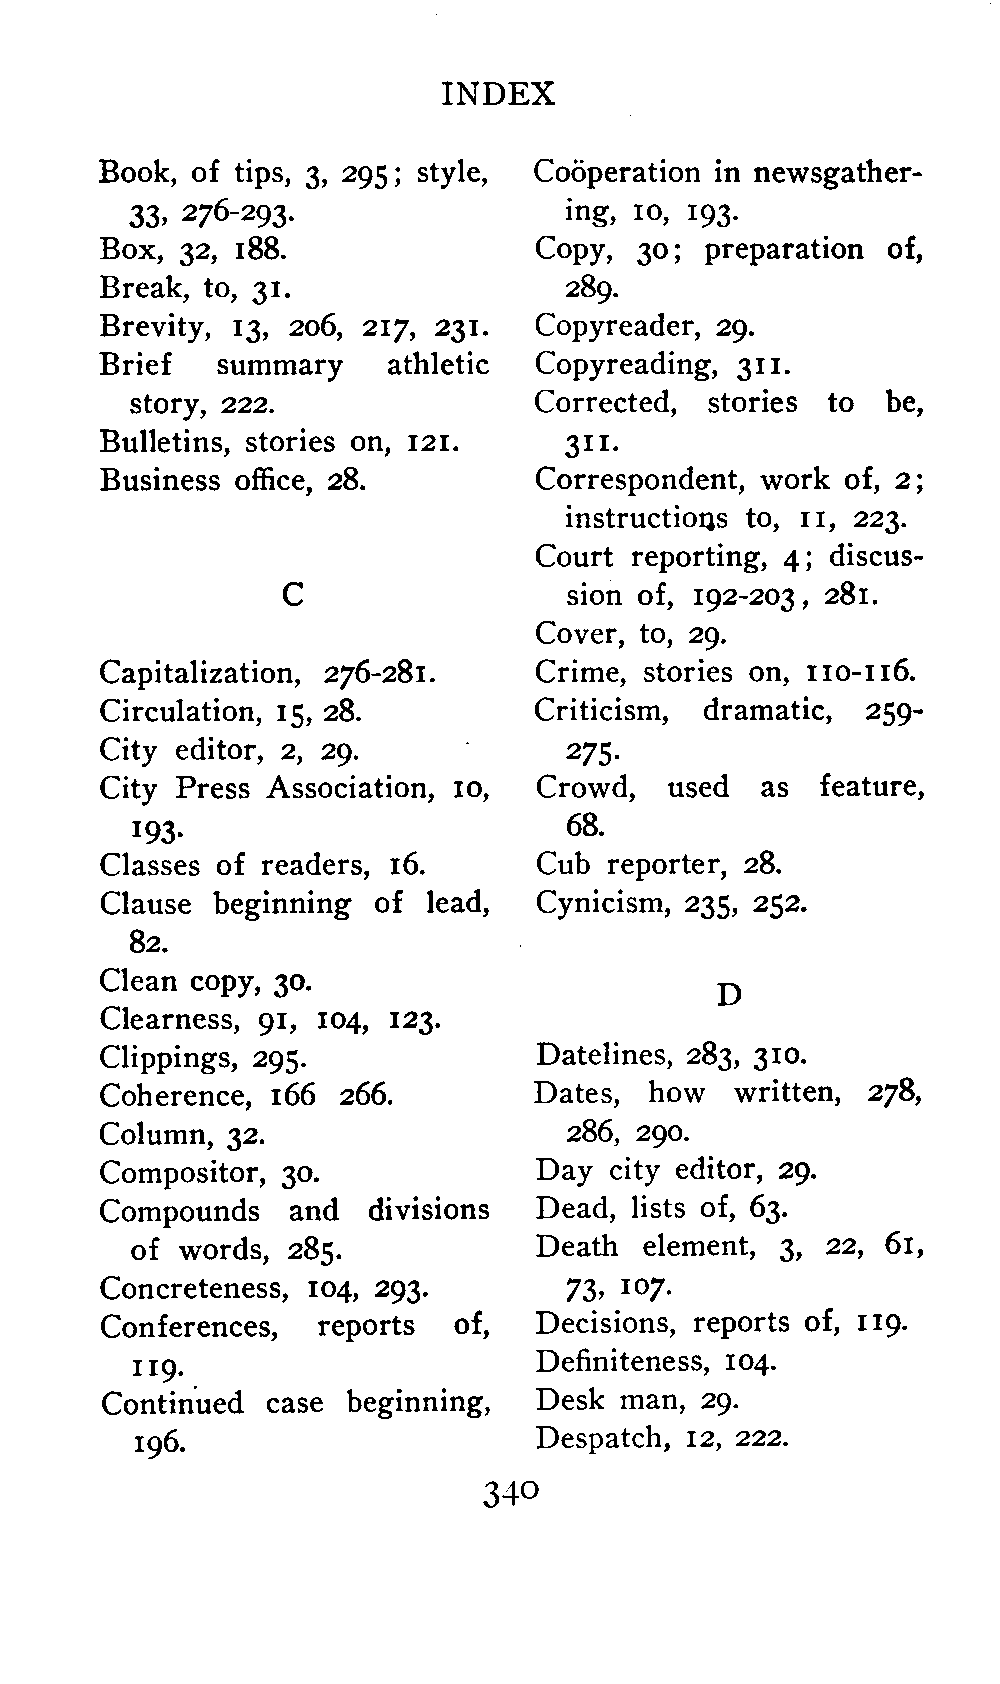 INDEX
Book, of tips, 3, 295; style,
33, 276-293.
Box, 32, 188.
Break, to, 31.
Brevity, 13, 206, 217, 231.
Brief summary athletic
story, 222.
Bulletins, stories on, 121.
Business office, 28.
C
Capitalization, 276-281.
Circulation, 15, 28.
City editor, 2, 29.
City Press Association, 10,
193.
Classes of readers, 16.
Clause beginning of lead,
82.
Clean copy, 30.
Clearness, 91, 104, 123.
Clippings, 295.
Coherence, 166 266.
Column, 32.
Compositor, 30.
Compounds and divisions
of words, 285.
Concreteness, 104, 293.
Conferences, reports of,
119.
Continued case beginning,
196.
Coöperation in newsgather-
ing, 10, 193.
Copy, 30; preparation of,
289.
Copyreader, 29.
Copyreading, 311.
Corrected, stories to be,
311.
Correspondent, work of, 2;
instructions to, 11, 223.
Court reporting, 4; discus-
sion of, 192-203, 281.
Cover, to, 29.
Crime, stories on, 110-116.
Criticism, dramatic, 259-
275.
Crowd, used as feature,
68.
Cub reporter, 28.
Cynicism, 235, 252.
D
Datelines, 283, 310.
Dates, how written, 278,
286, 290.
Day city editor, 29.
Dead, lists of, 63.
Death element, 3, 22, 61,
73, 107.
Decisions, reports of, 119.
Definiteness, 104.
Desk man, 29.
Despatch, 12, 222.
340